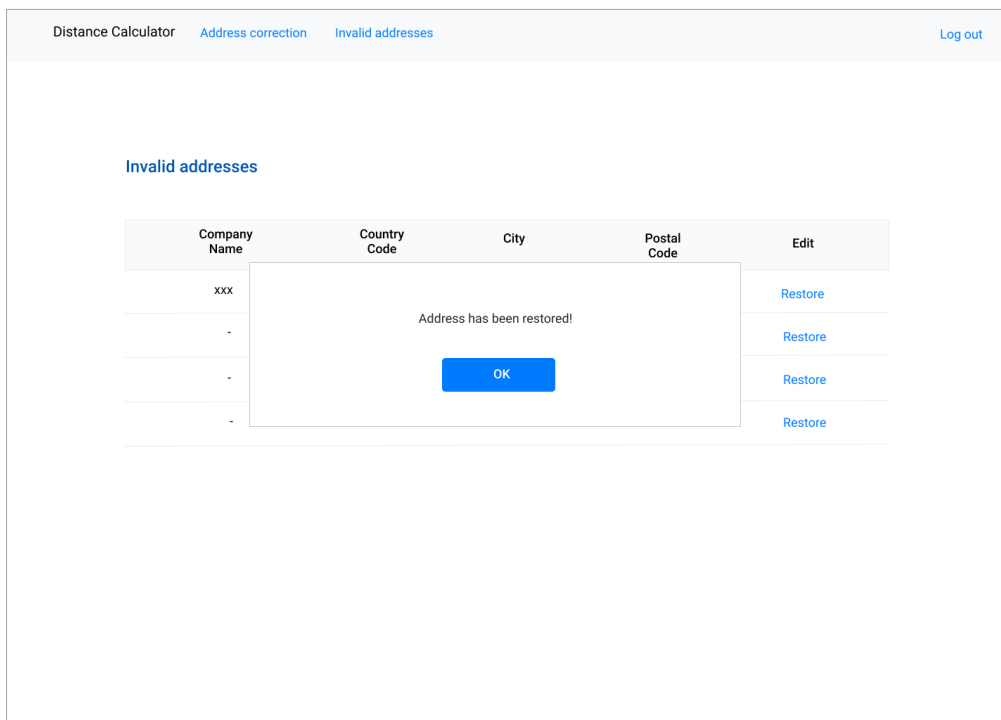 Distance Calculator Address correction Invalid addresses Log out
Invalid addresses
Company Name Country Code City Postal Code Edit
xxx Restore
Address has been restored!
- Restore
OK
- Restore
- Restore